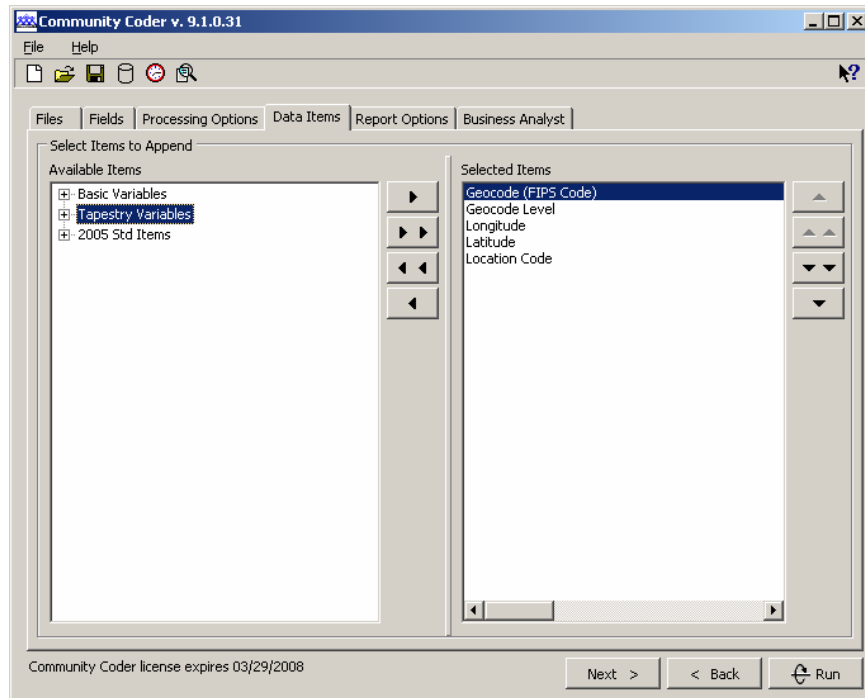 Community Coder v. 9.1.0.31
File Help
Files Fields Processing Options Data Items Report Options Business Analyst
Select Items to Append
Available Items
Basic Variables
Tapestry Variables
2005 Std Items
Selected Items
Geocode (FIPS Code)
Geocode Level
Longitude
Latitude
Location Code
Community Coder license expires 03/29/2008
Next > < Back Run